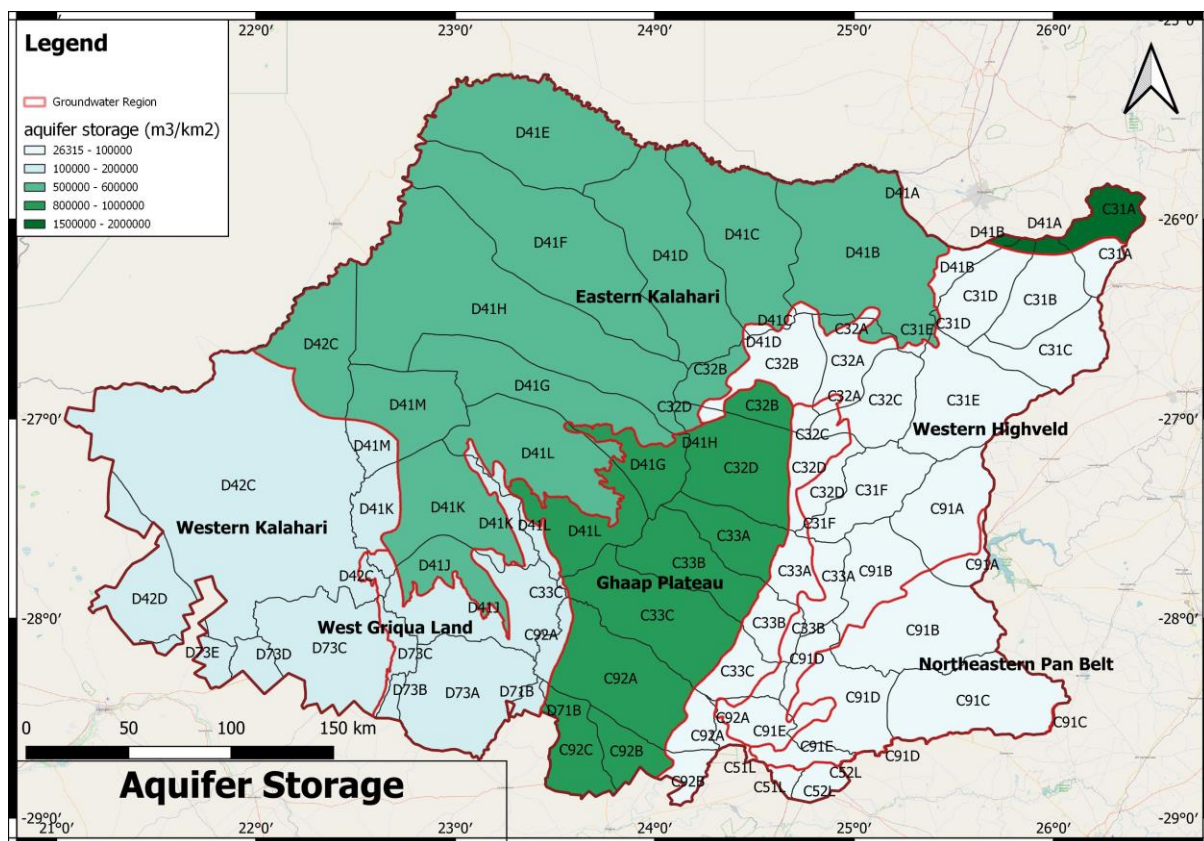 22°0′ 23°0′ 24°0′ 25°0′ 26°0′
-25°0′
Legend
Groundwater Region
aquifer storage (m3/km2)
26315 - 100000
100000 - 200000
500000 - 600000
800000 - 1000000
1500000 - 2000000
D41E
D41A
D41A
C31A
-26°0′
-26°0′
D41F
D41D
D41C
D41B
D41B
D41B
C31A
D41H
Eastern Kalahari
C31D
C31B
D42C
D41C
D41D
C32A
C31E
C31D
C31C
D41G
C32B
C32B
C32A
D41M
C32D
C32B
C32A
C32C
C31E
-27°0′
-27°0′
D41M
D41H
C32C
Western Highveld
D42C
D41L
D41G
C32D
C32D
D41K
D41K
C32D
C31F
C91A
Western Kalahari
D41K
D41L
D41L
C33A
C31F
D42C
D41J
C33B
C33A
C33A
C91B
C91A
Ghaap Plateau
D42D
D41J
C33C
C33C
-28°0′
-28°0′
West Griqua Land
C92A
C33B
C33B
C91B
D73E
D73D
D73C
D73C
C33C
C91D
Northeastern Pan Belt
D73B
D73A
D71B
C92A
C91D
C91C
D71B
C92A
C92A
C91E
C91C
0 50 100 150 km
C92C
C92B
C91E
C91D
C92B
C51L
C52L
C51L
C52L
Aquifer Storage
-29°0′
-29°0′
21°0′ 22°0′ 23°0′ 24°0′ 25°0′ 26°0′